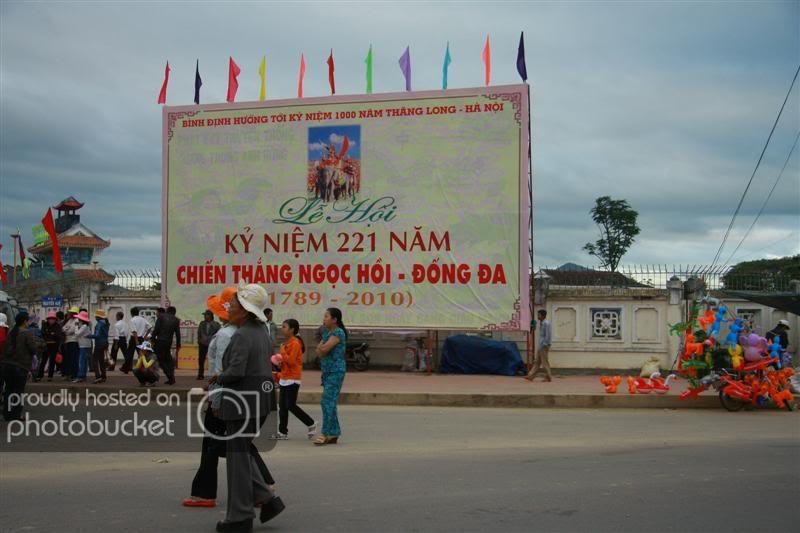 BÌNH ĐỊNH HƯỚNG TỚI KỶ NIỆM 1000 NĂM THĂNG LONG - HÀ NỘI
Lễ Hội
KỶ NIỆM 221 NĂM
CHIẾN THẮNG NGỌC HỒI - ĐỐNG ĐA
(1789 - 2010)
proudly hosted on
photobucket